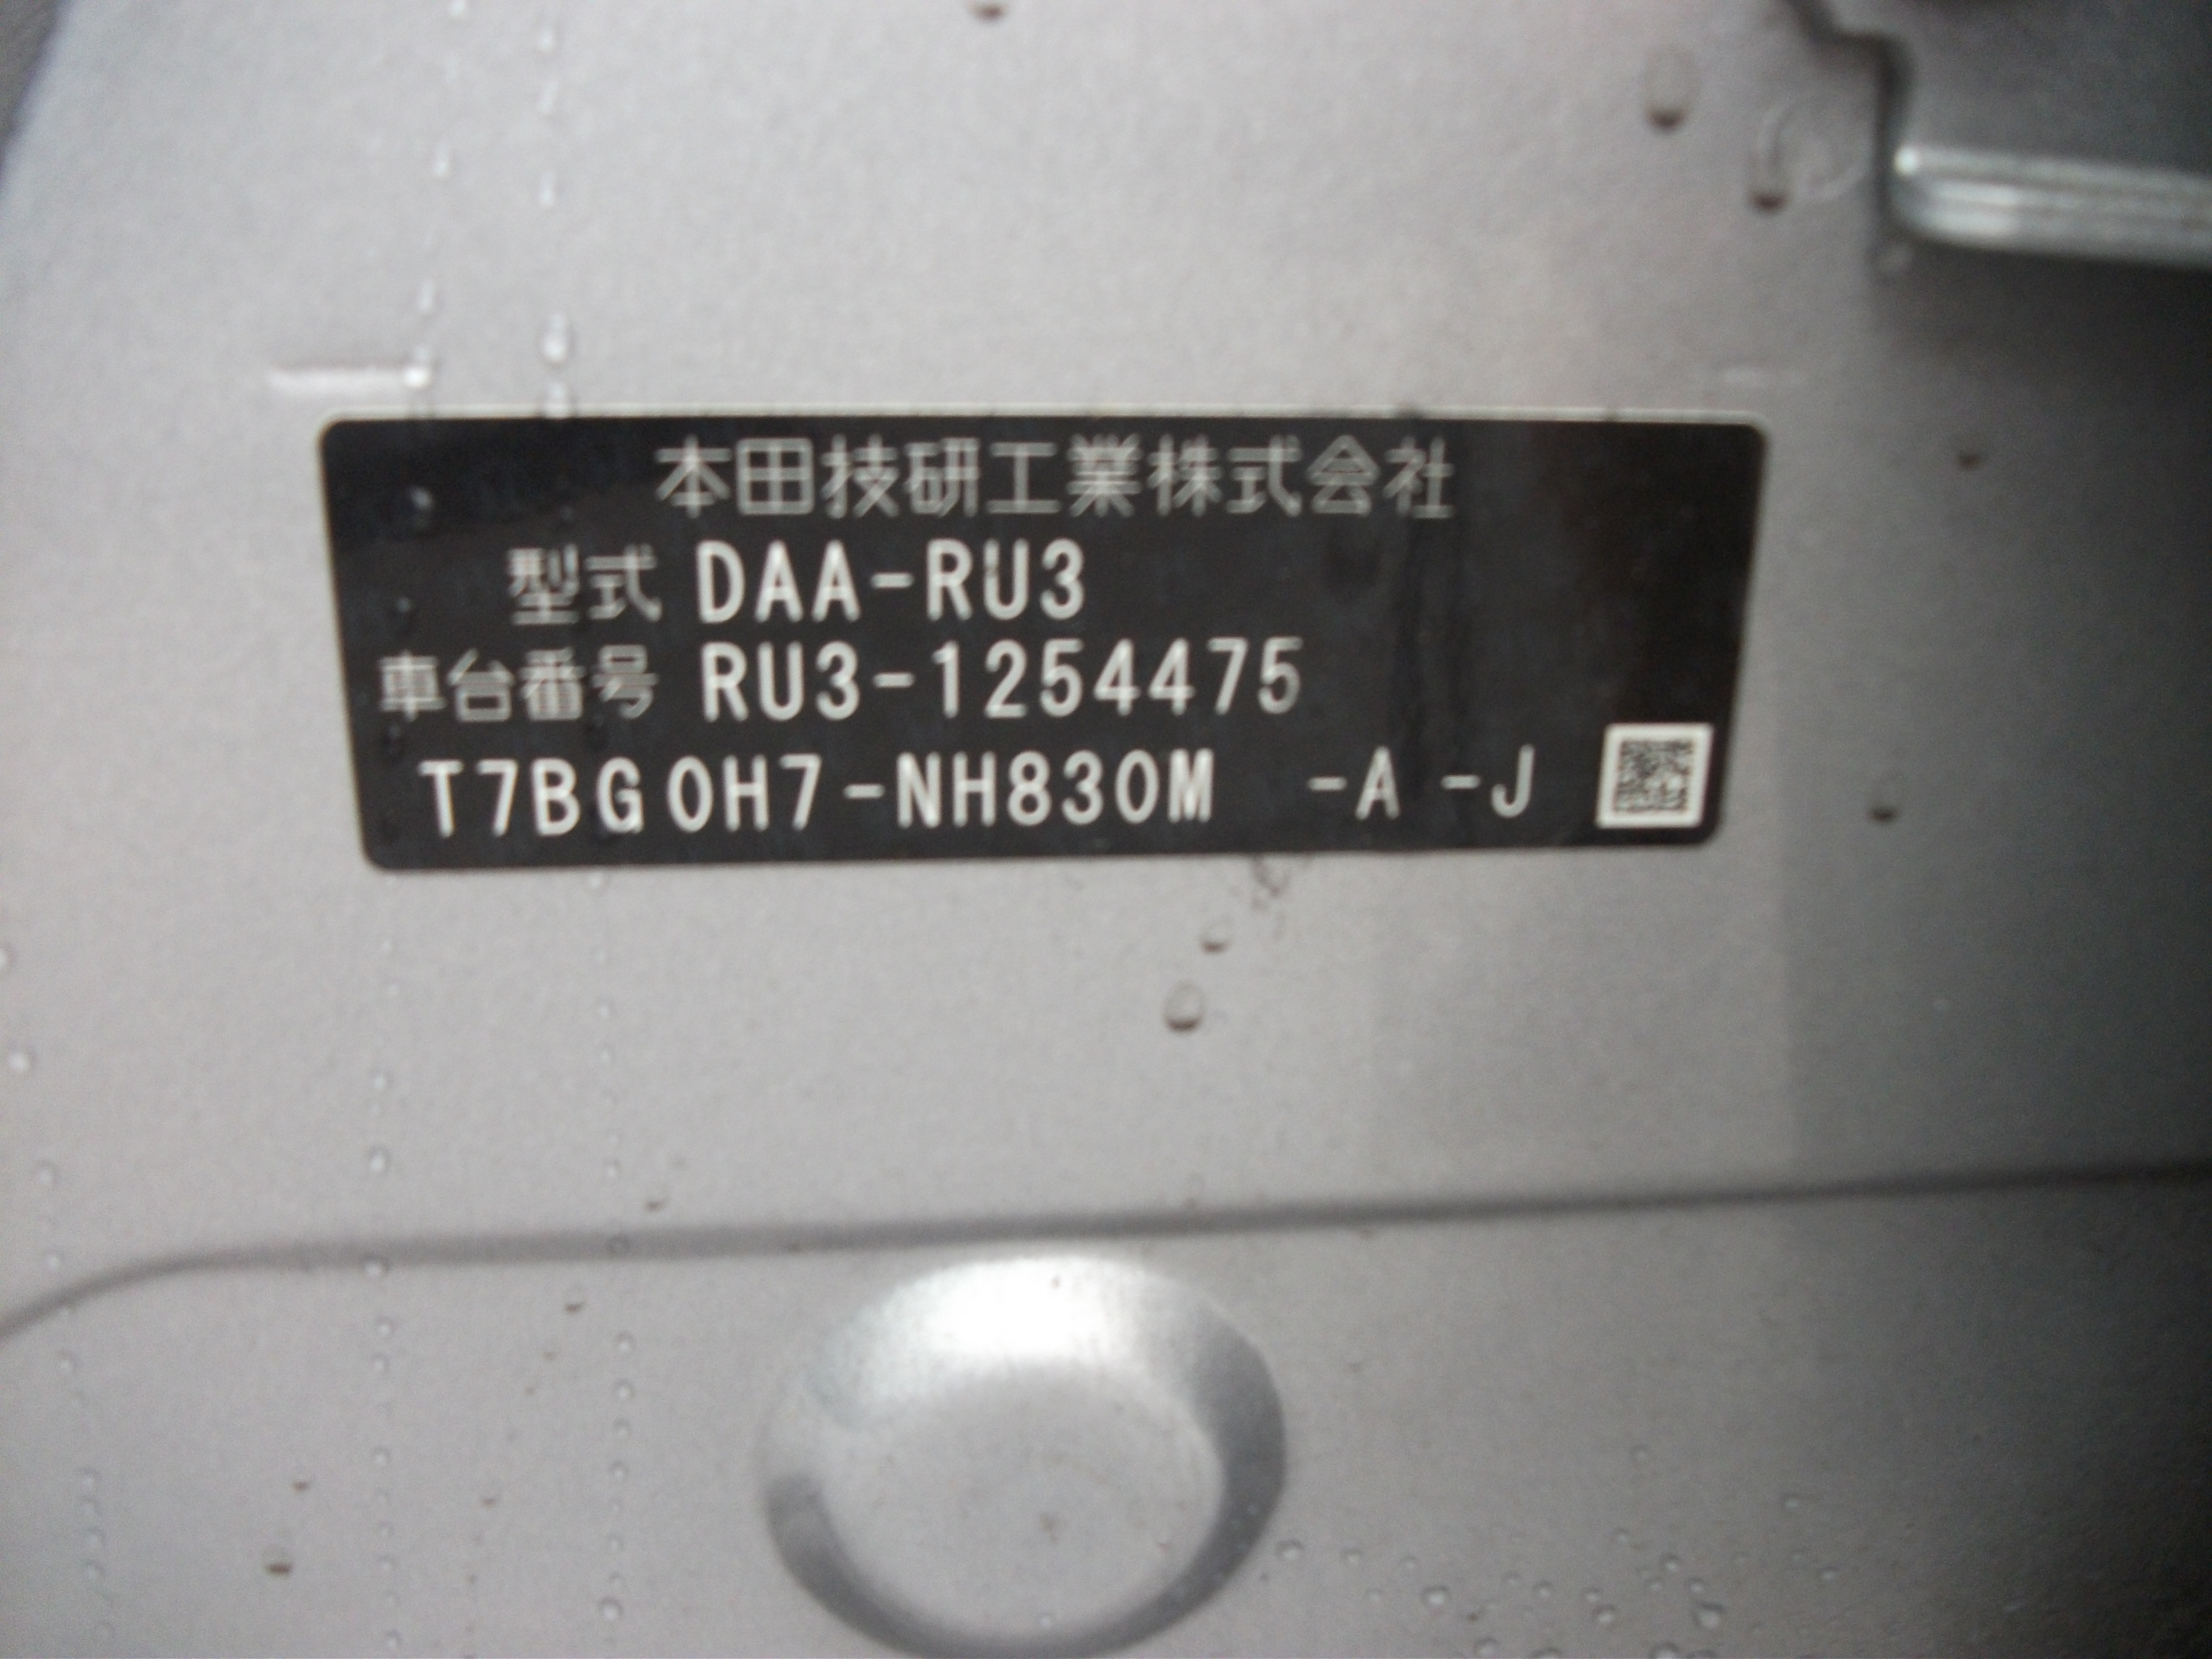 本田技研工業株式会社
型式 DAA-RU3
車台番号 RU3-1254475
T7BG0H7-NH830M -A -J